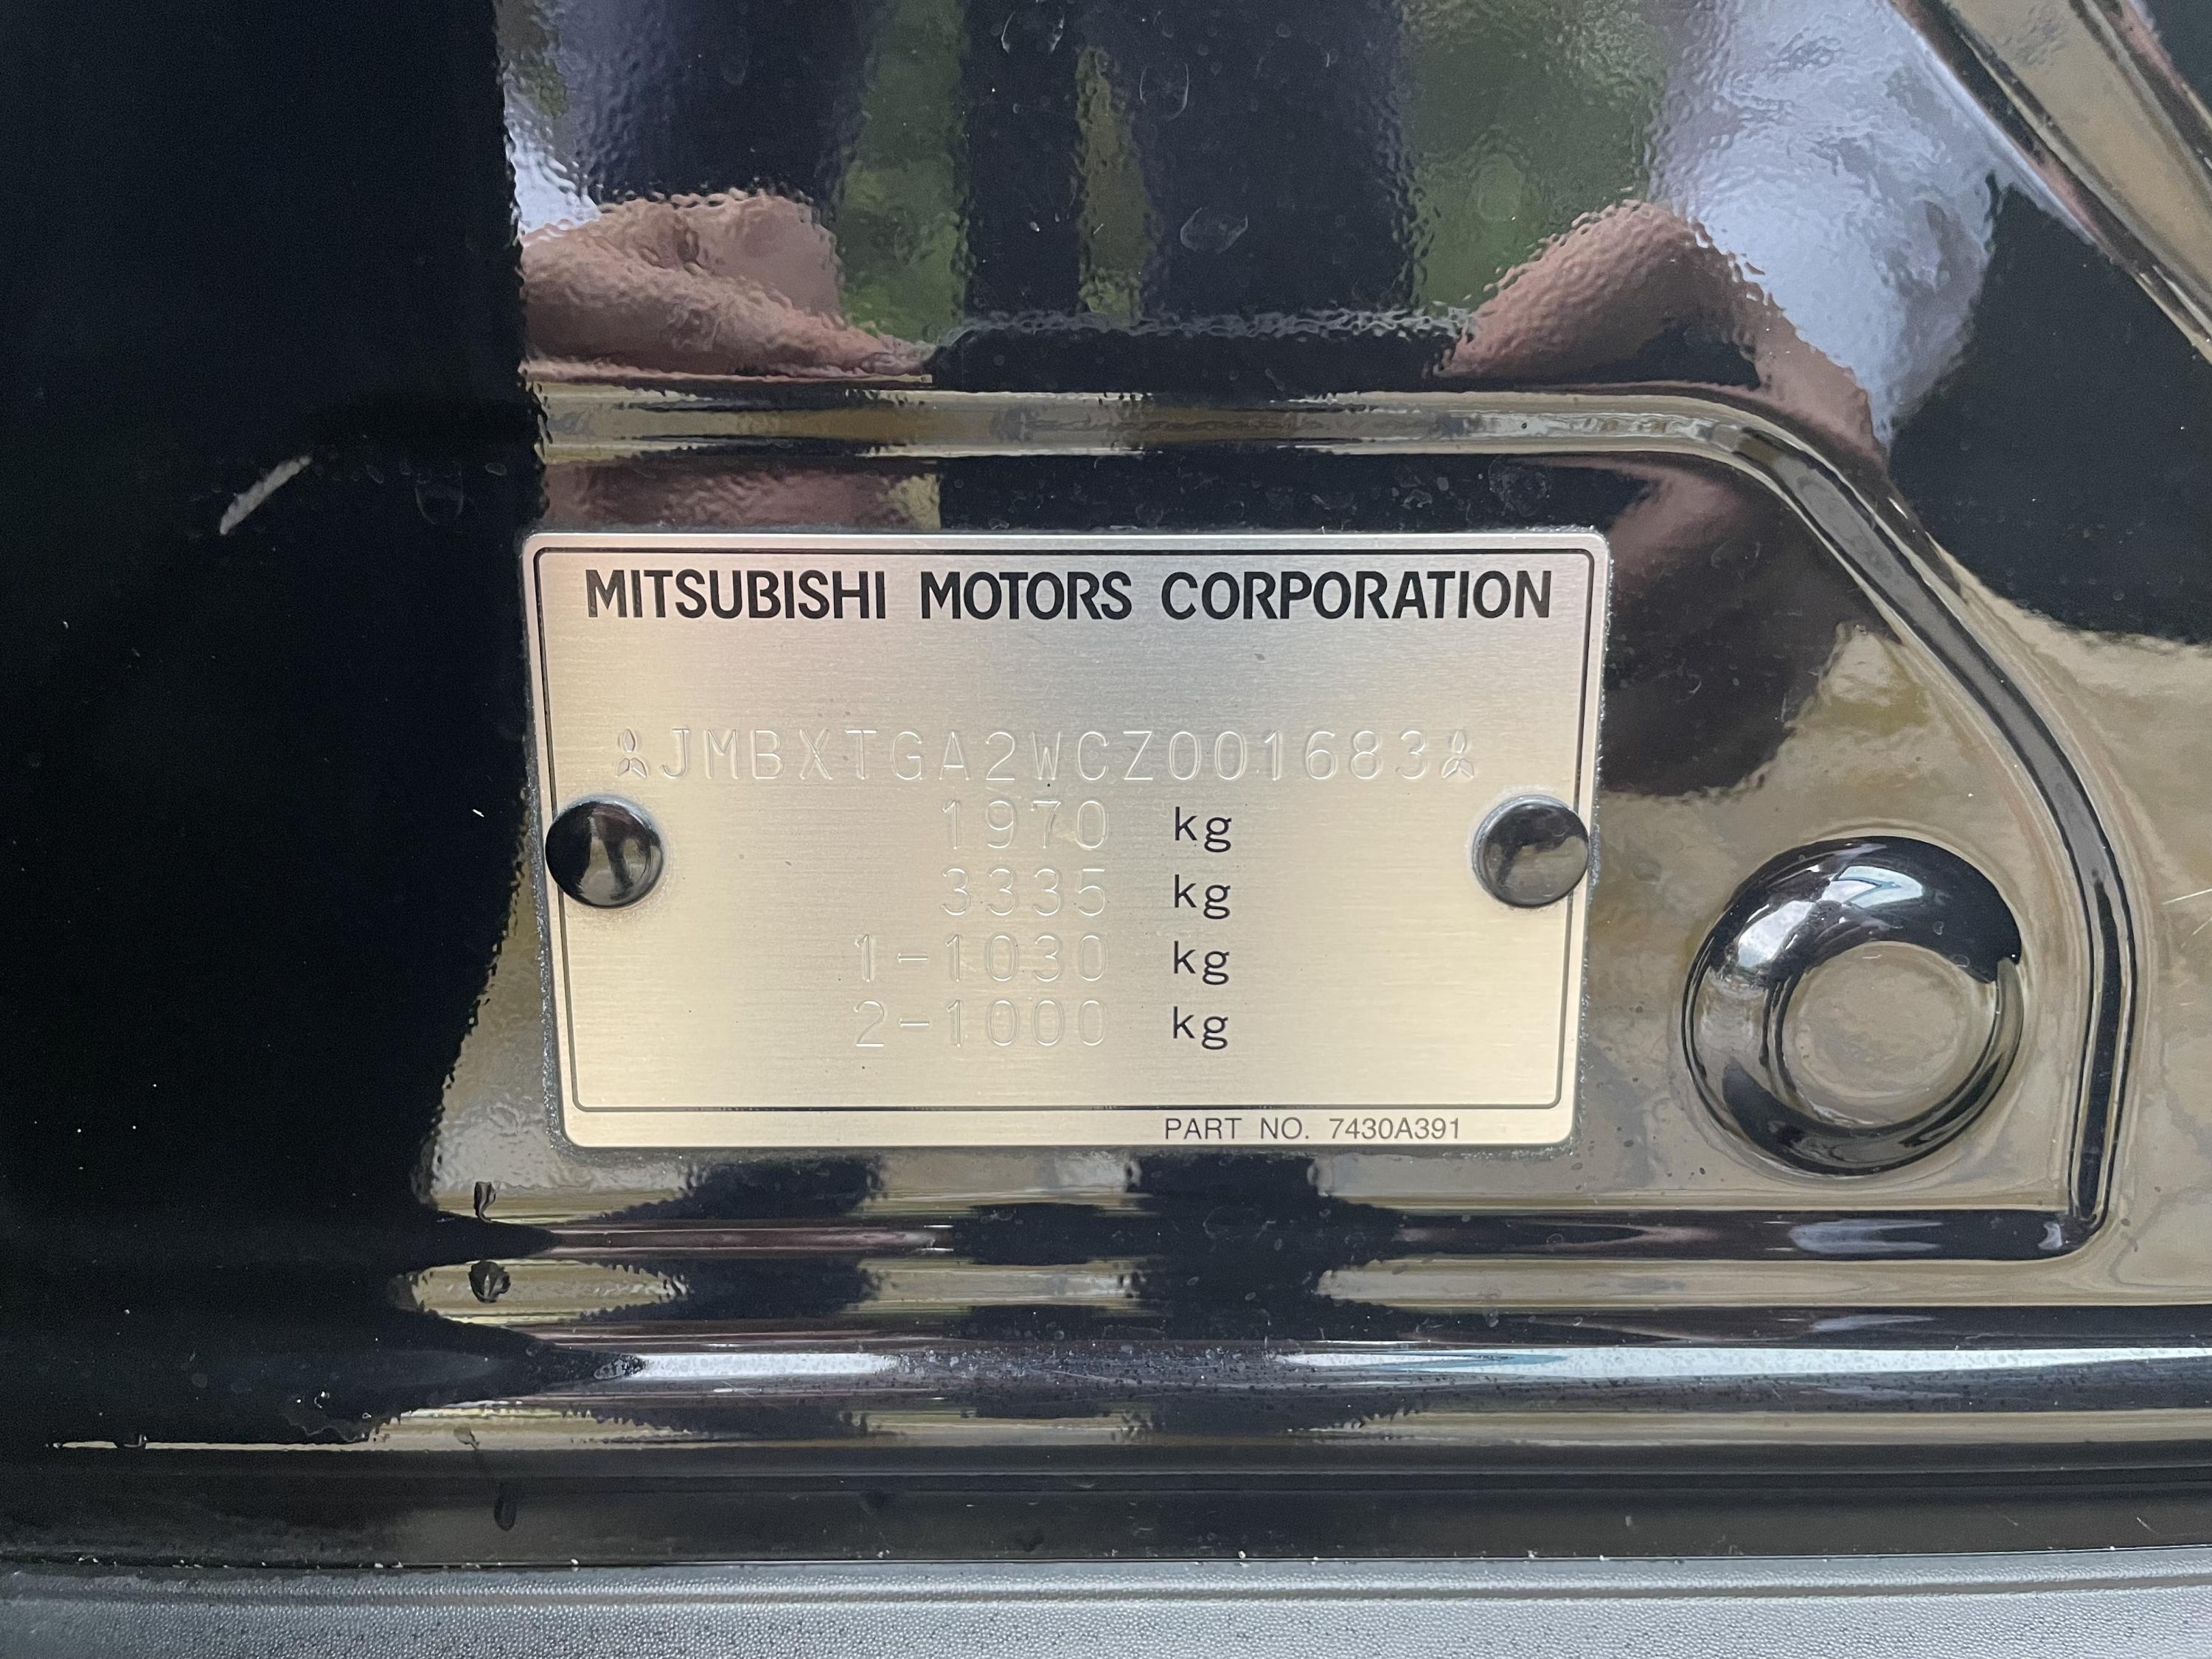 MITSUBISHI MOTORS CORPORATION
JMBXTGA2WCZ001683
1970 kg
3335 kg
1-1030 kg
2-1000 kg
PART NO. 7430A391